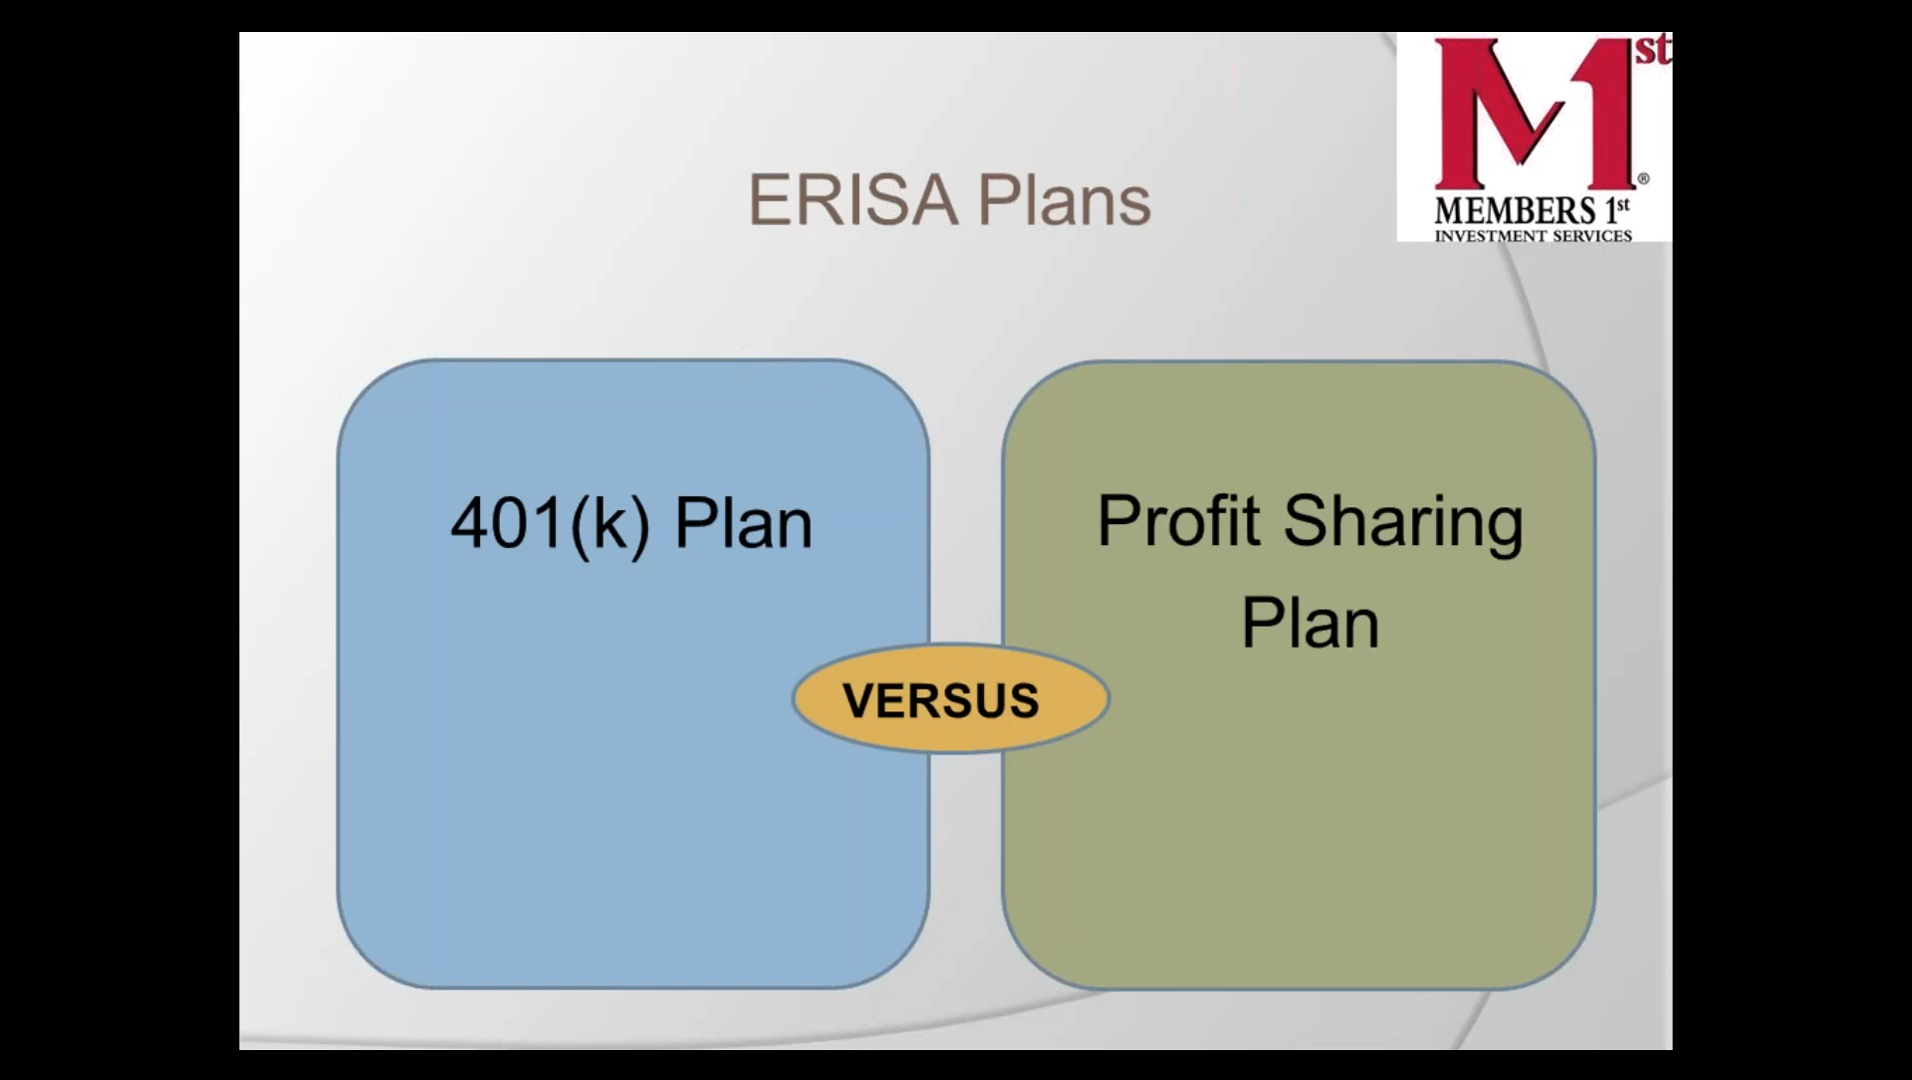 M1st
®
MEMBERS 1st
INVESTMENT SERVICES
ERISA Plans
401(k) Plan
VERSUS
Profit Sharing
Plan